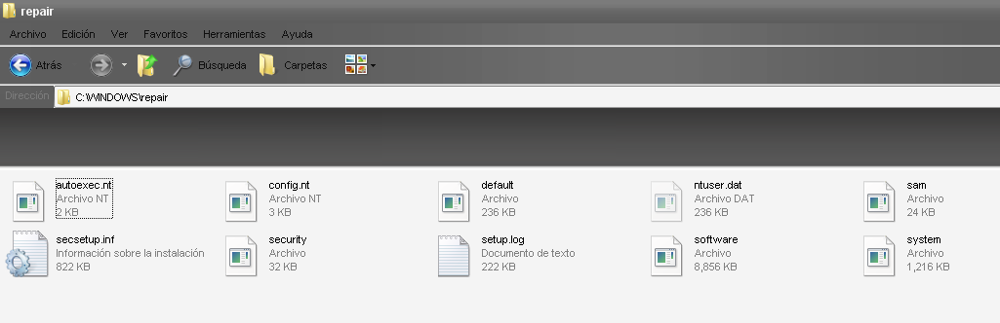 repair
Archivo Edición Ver Favoritos Herramientas Ayuda
Atrás Búsqueda Carpetas
Dirección C:\WINDOWS\repair
autoexec.nt
Archivo NT
2 KB
config.nt
Archivo NT
3 KB
default
Archivo
236 KB
ntuser.dat
Archivo DAT
236 KB
sam
Archivo
24 KB
secsetup.inf
Información sobre la instalación
822 KB
security
Archivo
32 KB
setup.log
Documento de texto
222 KB
software
Archivo
8,856 KB
system
Archivo
1,216 KB